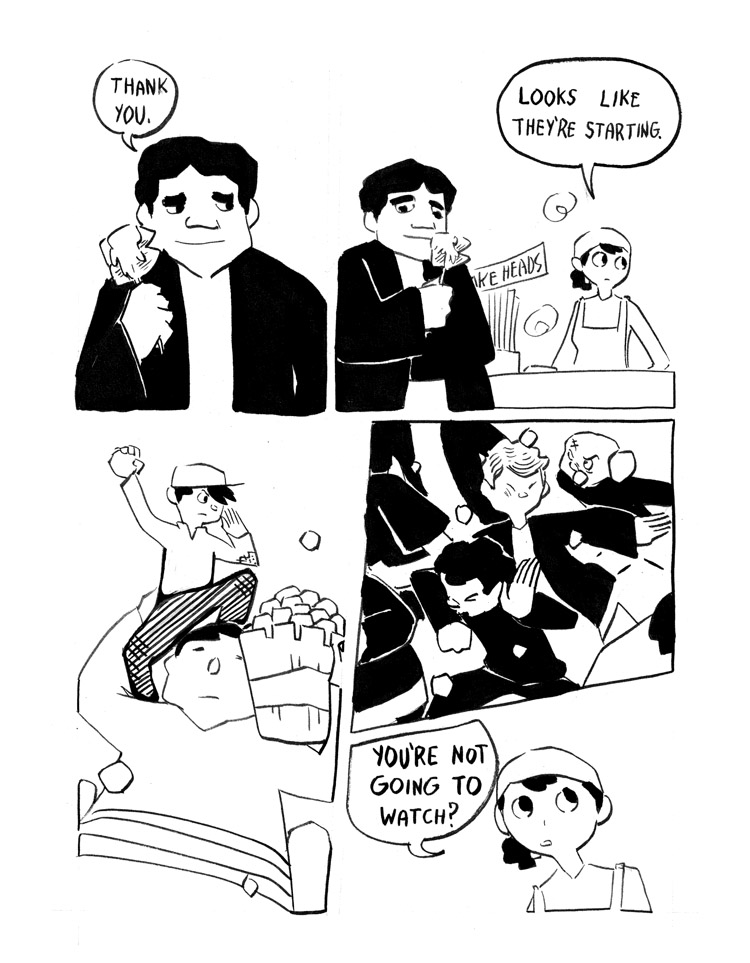 THANK
YOU.
LOOKS LIKE
THEY'RE STARTING.
KE HEADS
YOU'RE NOT
GOING TO
WATCH?